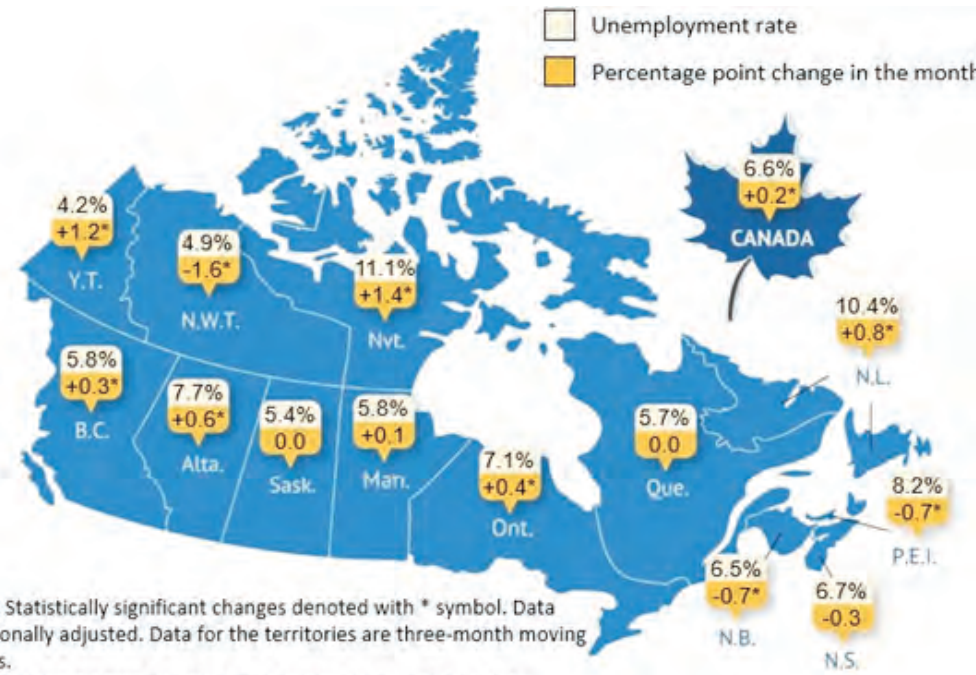 Unemployment rate
Percentage point change in the month
6.6%
+0.2*
CANADA
4.2%
+1.2*
Y.T.
4.9%
-1.6*
N.W.T.
11.1%
+1.4*
Nvt.
10.4%
+0.8*
N.L.
5.8%
+0.3*
B.C.
7.7%
+0.6*
Alta.
5.4%
0.0
Sask.
5.8%
+0.1
Man.
7.1%
+0.4*
Ont.
5.7%
0.0
Que.
8.2%
-0.7*
P.E.I.
6.5%
-0.7*
N.B.
6.7%
-0.3
N.S.
Statistically significant changes denoted with * symbol. Data
onally adjusted. Data for the territories are three-month moving
s.